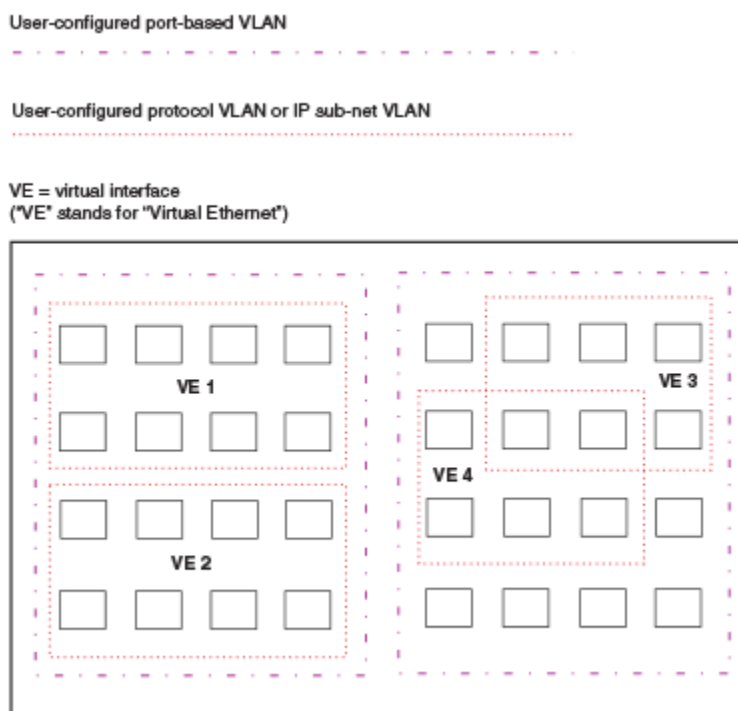 User-configured port-based VLAN
User-configured protocol VLAN or IP sub-net VLAN
VE = virtual interface
("VE" stands for "Virtual Ethernet")
VE 1
VE 3
VE 4
VE 2